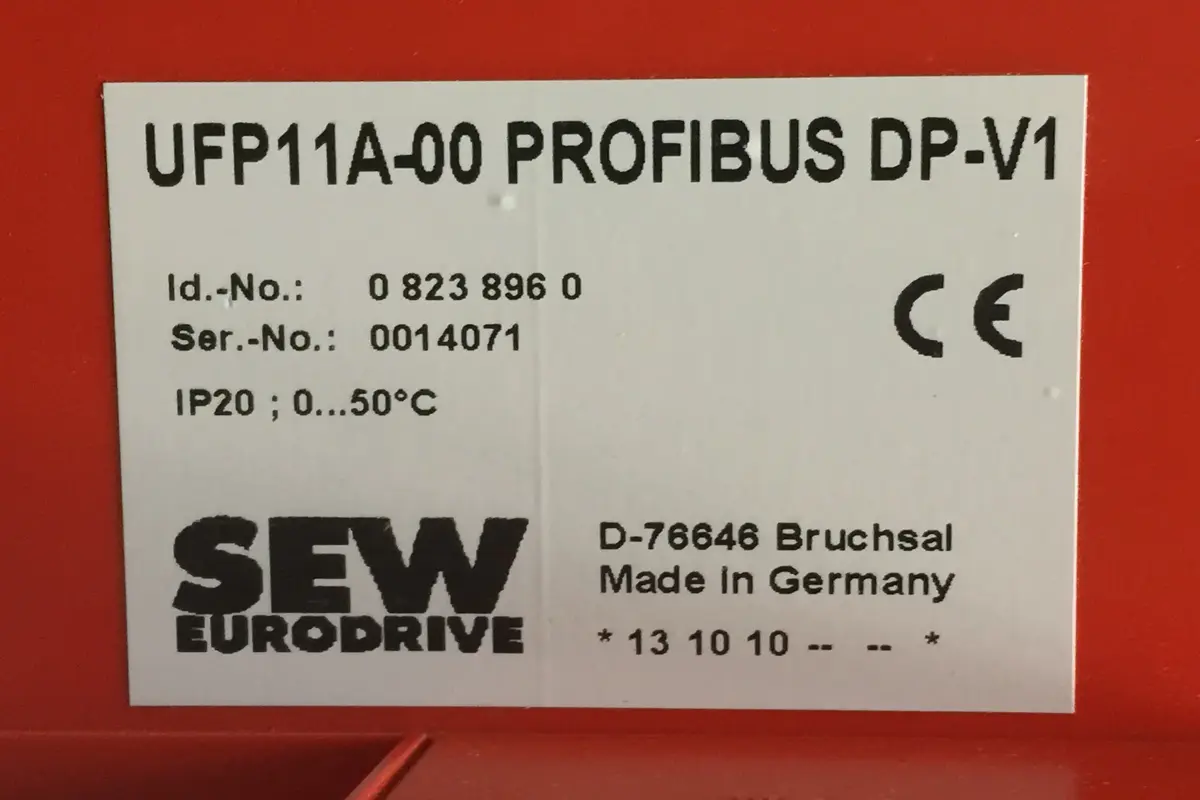 UFP11A-00 PROFIBUS DP-V1
Id.-No.: 0 823 896 0
Ser.-No.: 0014071
CE
IP20 ; 0...50°C
SEW
EURODRIVE
D-76646 Bruchsal
Made in Germany
* 13 10 10 -- -- *